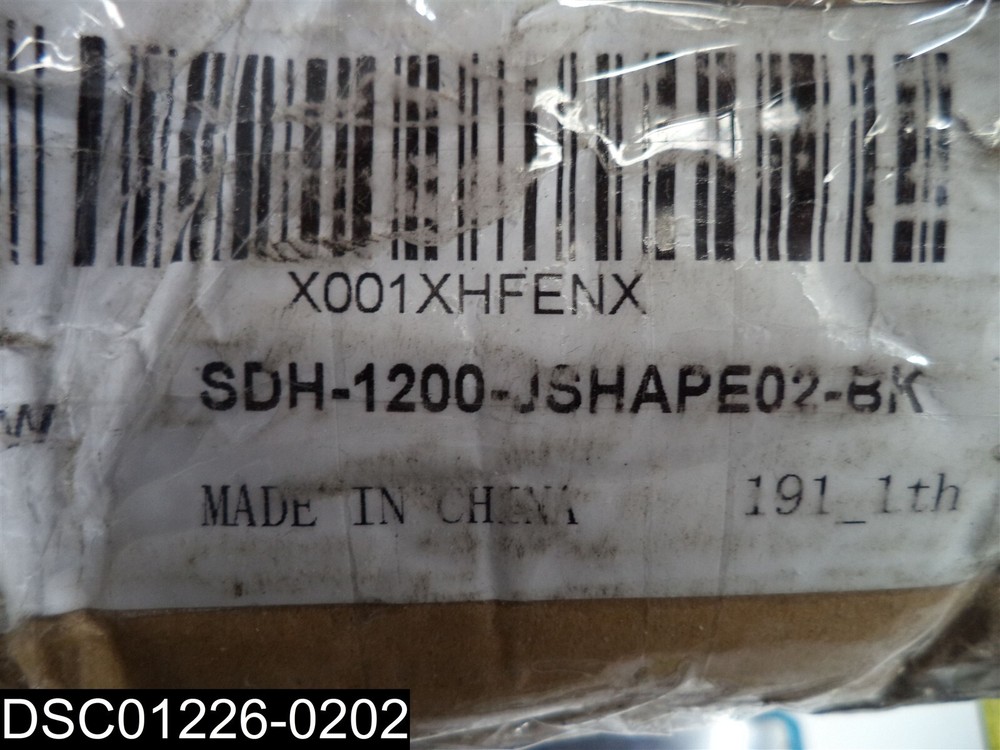 X001XHFENX
SDH-1200-JSHAPE02-BK
MADE IN CHINA
191_1th
DSC01226-0202